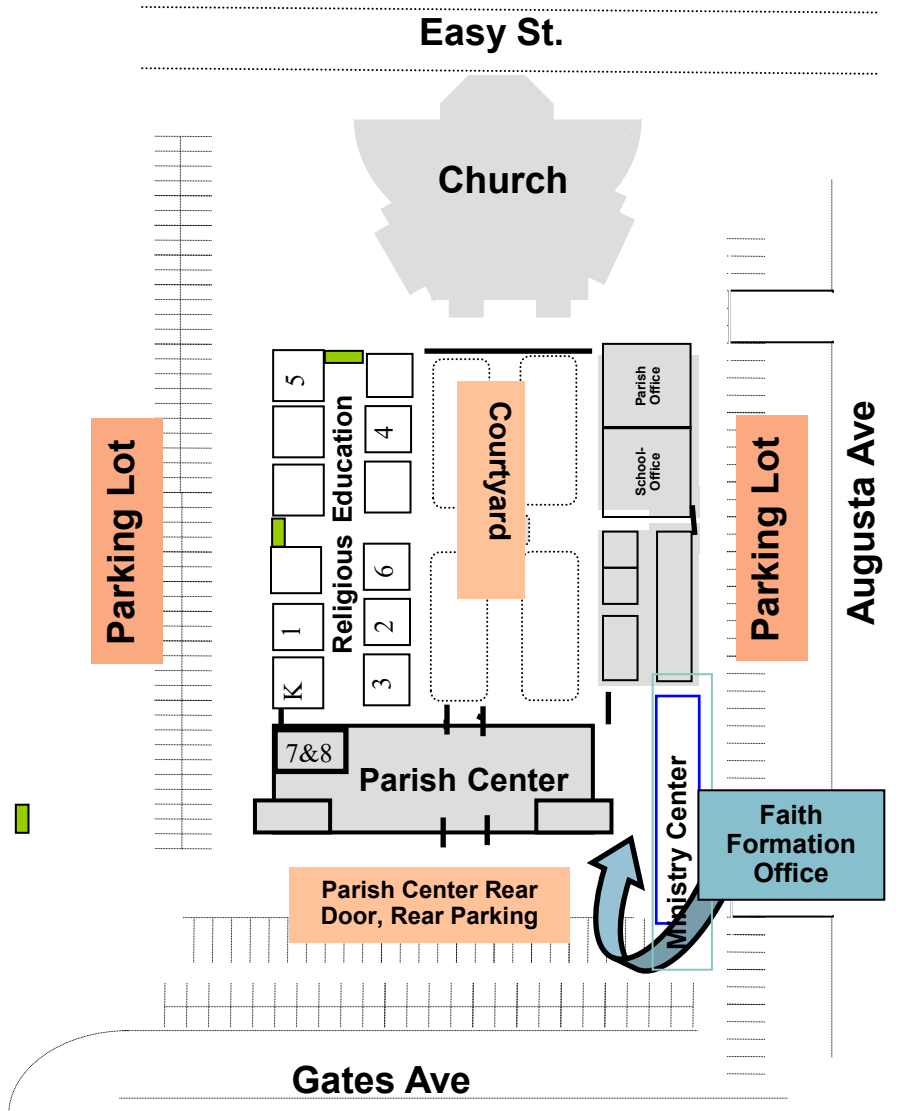 Easy St.
Church
Parking Lot
5
Religious Education
4
6
1
2
K
3
Courtyard
Parish
Office
School-
Office
Parking Lot
Augusta Ave
7&8
Parish Center
Ministry Center
Faith
Formation
Office
Parish Center Rear
Door, Rear Parking
Gates Ave